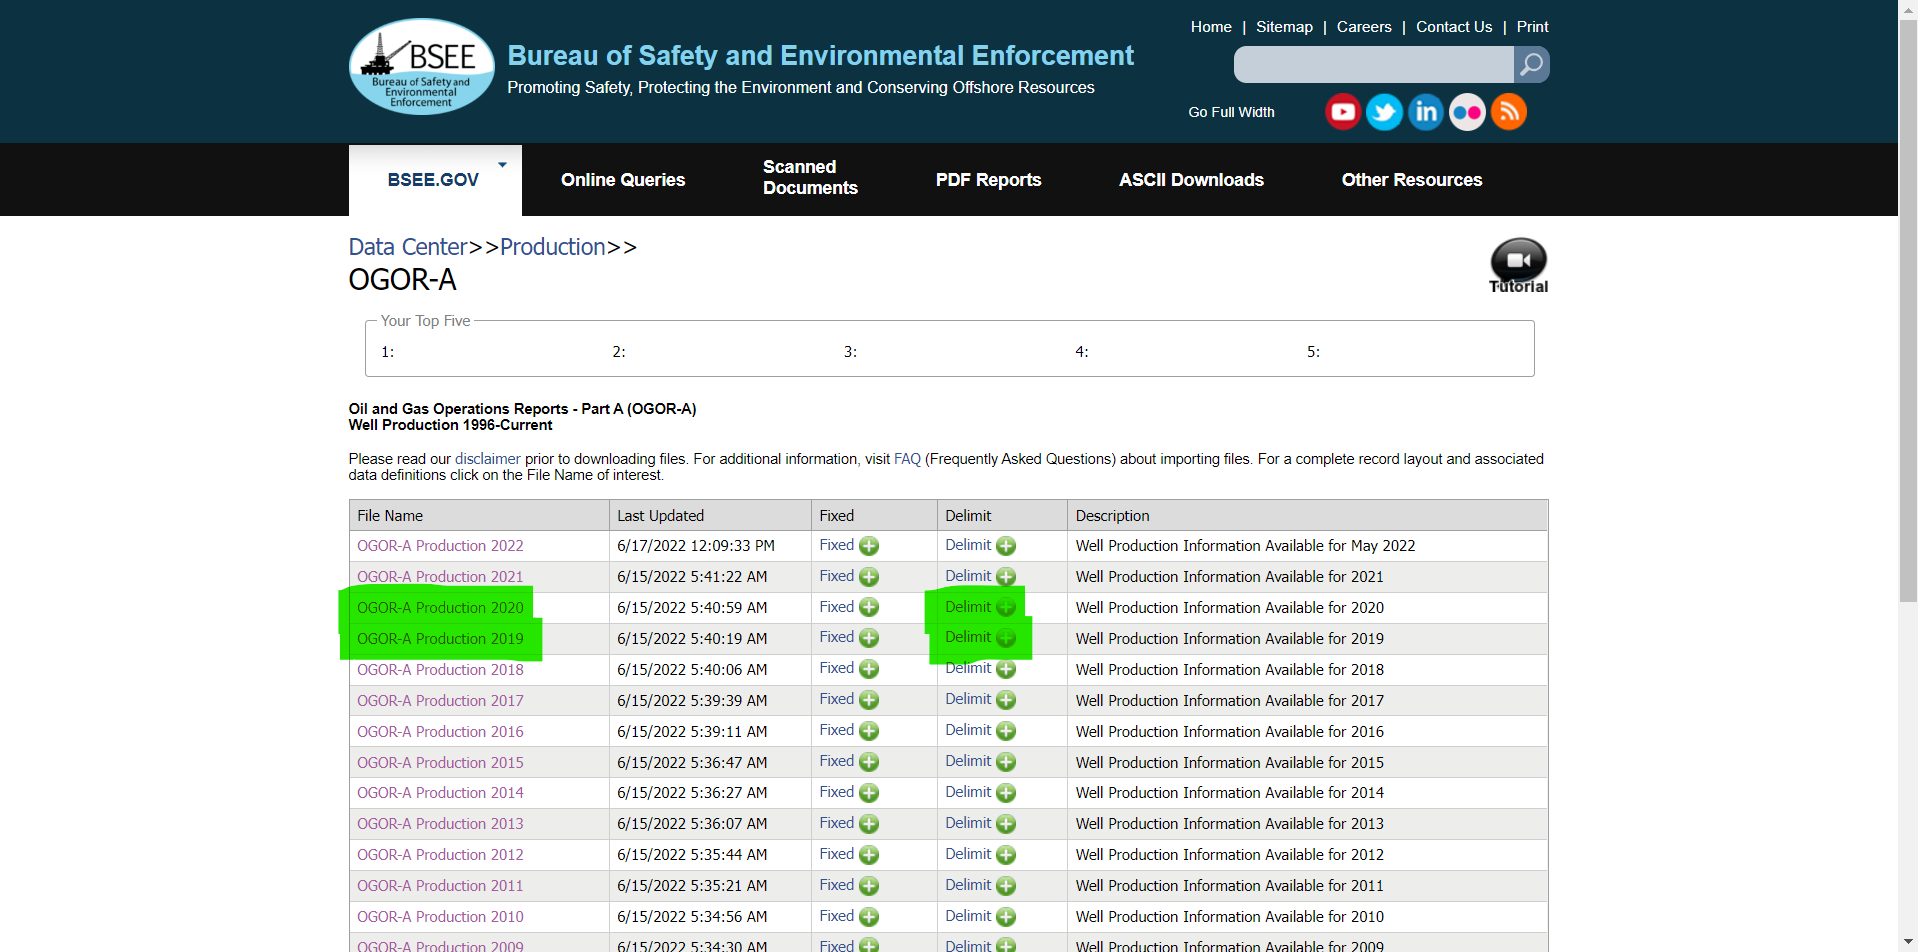 BSEE
Bureau of Safety and
Environmental
Enforcement
Bureau of Safety and Environmental Enforcement
Promoting Safety, Protecting the Environment and Conserving Offshore Resources
Home | Sitemap | Careers | Contact Us | Print
Go Full Width
in
BSEE.GOV
Online Queries
Scanned
Documents
PDF Reports
ASCII Downloads
Other Resources
Data Center>>Production>>
OGOR-A
Tutorial
Your Top Five
1: 2: 3: 4: 5:
Oil and Gas Operations Reports - Part A (OGOR-A)
Well Production 1996-Current
Please read our disclaimer prior to downloading files. For additional information, visit FAQ (Frequently Asked Questions) about importing files. For a complete record layout and associated
data definitions click on the File Name of interest.
File Name Last Updated Fixed Delimit Description
OGOR-A Production 2022 6/17/2022 12:09:33 PM Fixed Delimit Well Production Information Available for May 2022
OGOR-A Production 2021 6/15/2022 5:41:22 AM Fixed Delimit Well Production Information Available for 2021
OGOR-A Production 2020 6/15/2022 5:40:59 AM Fixed Delimit Well Production Information Available for 2020
OGOR-A Production 2019 6/15/2022 5:40:19 AM Fixed Delimit Well Production Information Available for 2019
OGOR-A Production 2018 6/15/2022 5:40:06 AM Fixed Delimit Well Production Information Available for 2018
OGOR-A Production 2017 6/15/2022 5:39:39 AM Fixed Delimit Well Production Information Available for 2017
OGOR-A Production 2016 6/15/2022 5:39:11 AM Fixed Delimit Well Production Information Available for 2016
OGOR-A Production 2015 6/15/2022 5:36:47 AM Fixed Delimit Well Production Information Available for 2015
OGOR-A Production 2014 6/15/2022 5:36:27 AM Fixed Delimit Well Production Information Available for 2014
OGOR-A Production 2013 6/15/2022 5:36:07 AM Fixed Delimit Well Production Information Available for 2013
OGOR-A Production 2012 6/15/2022 5:35:44 AM Fixed Delimit Well Production Information Available for 2012
OGOR-A Production 2011 6/15/2022 5:35:21 AM Fixed Delimit Well Production Information Available for 2011
OGOR-A Production 2010 6/15/2022 5:34:56 AM Fixed Delimit Well Production Information Available for 2010
OGOR-A Production 2009 6/15/2022 5:34:30 AM Fixed Delimit Well Production Information Available for 2009